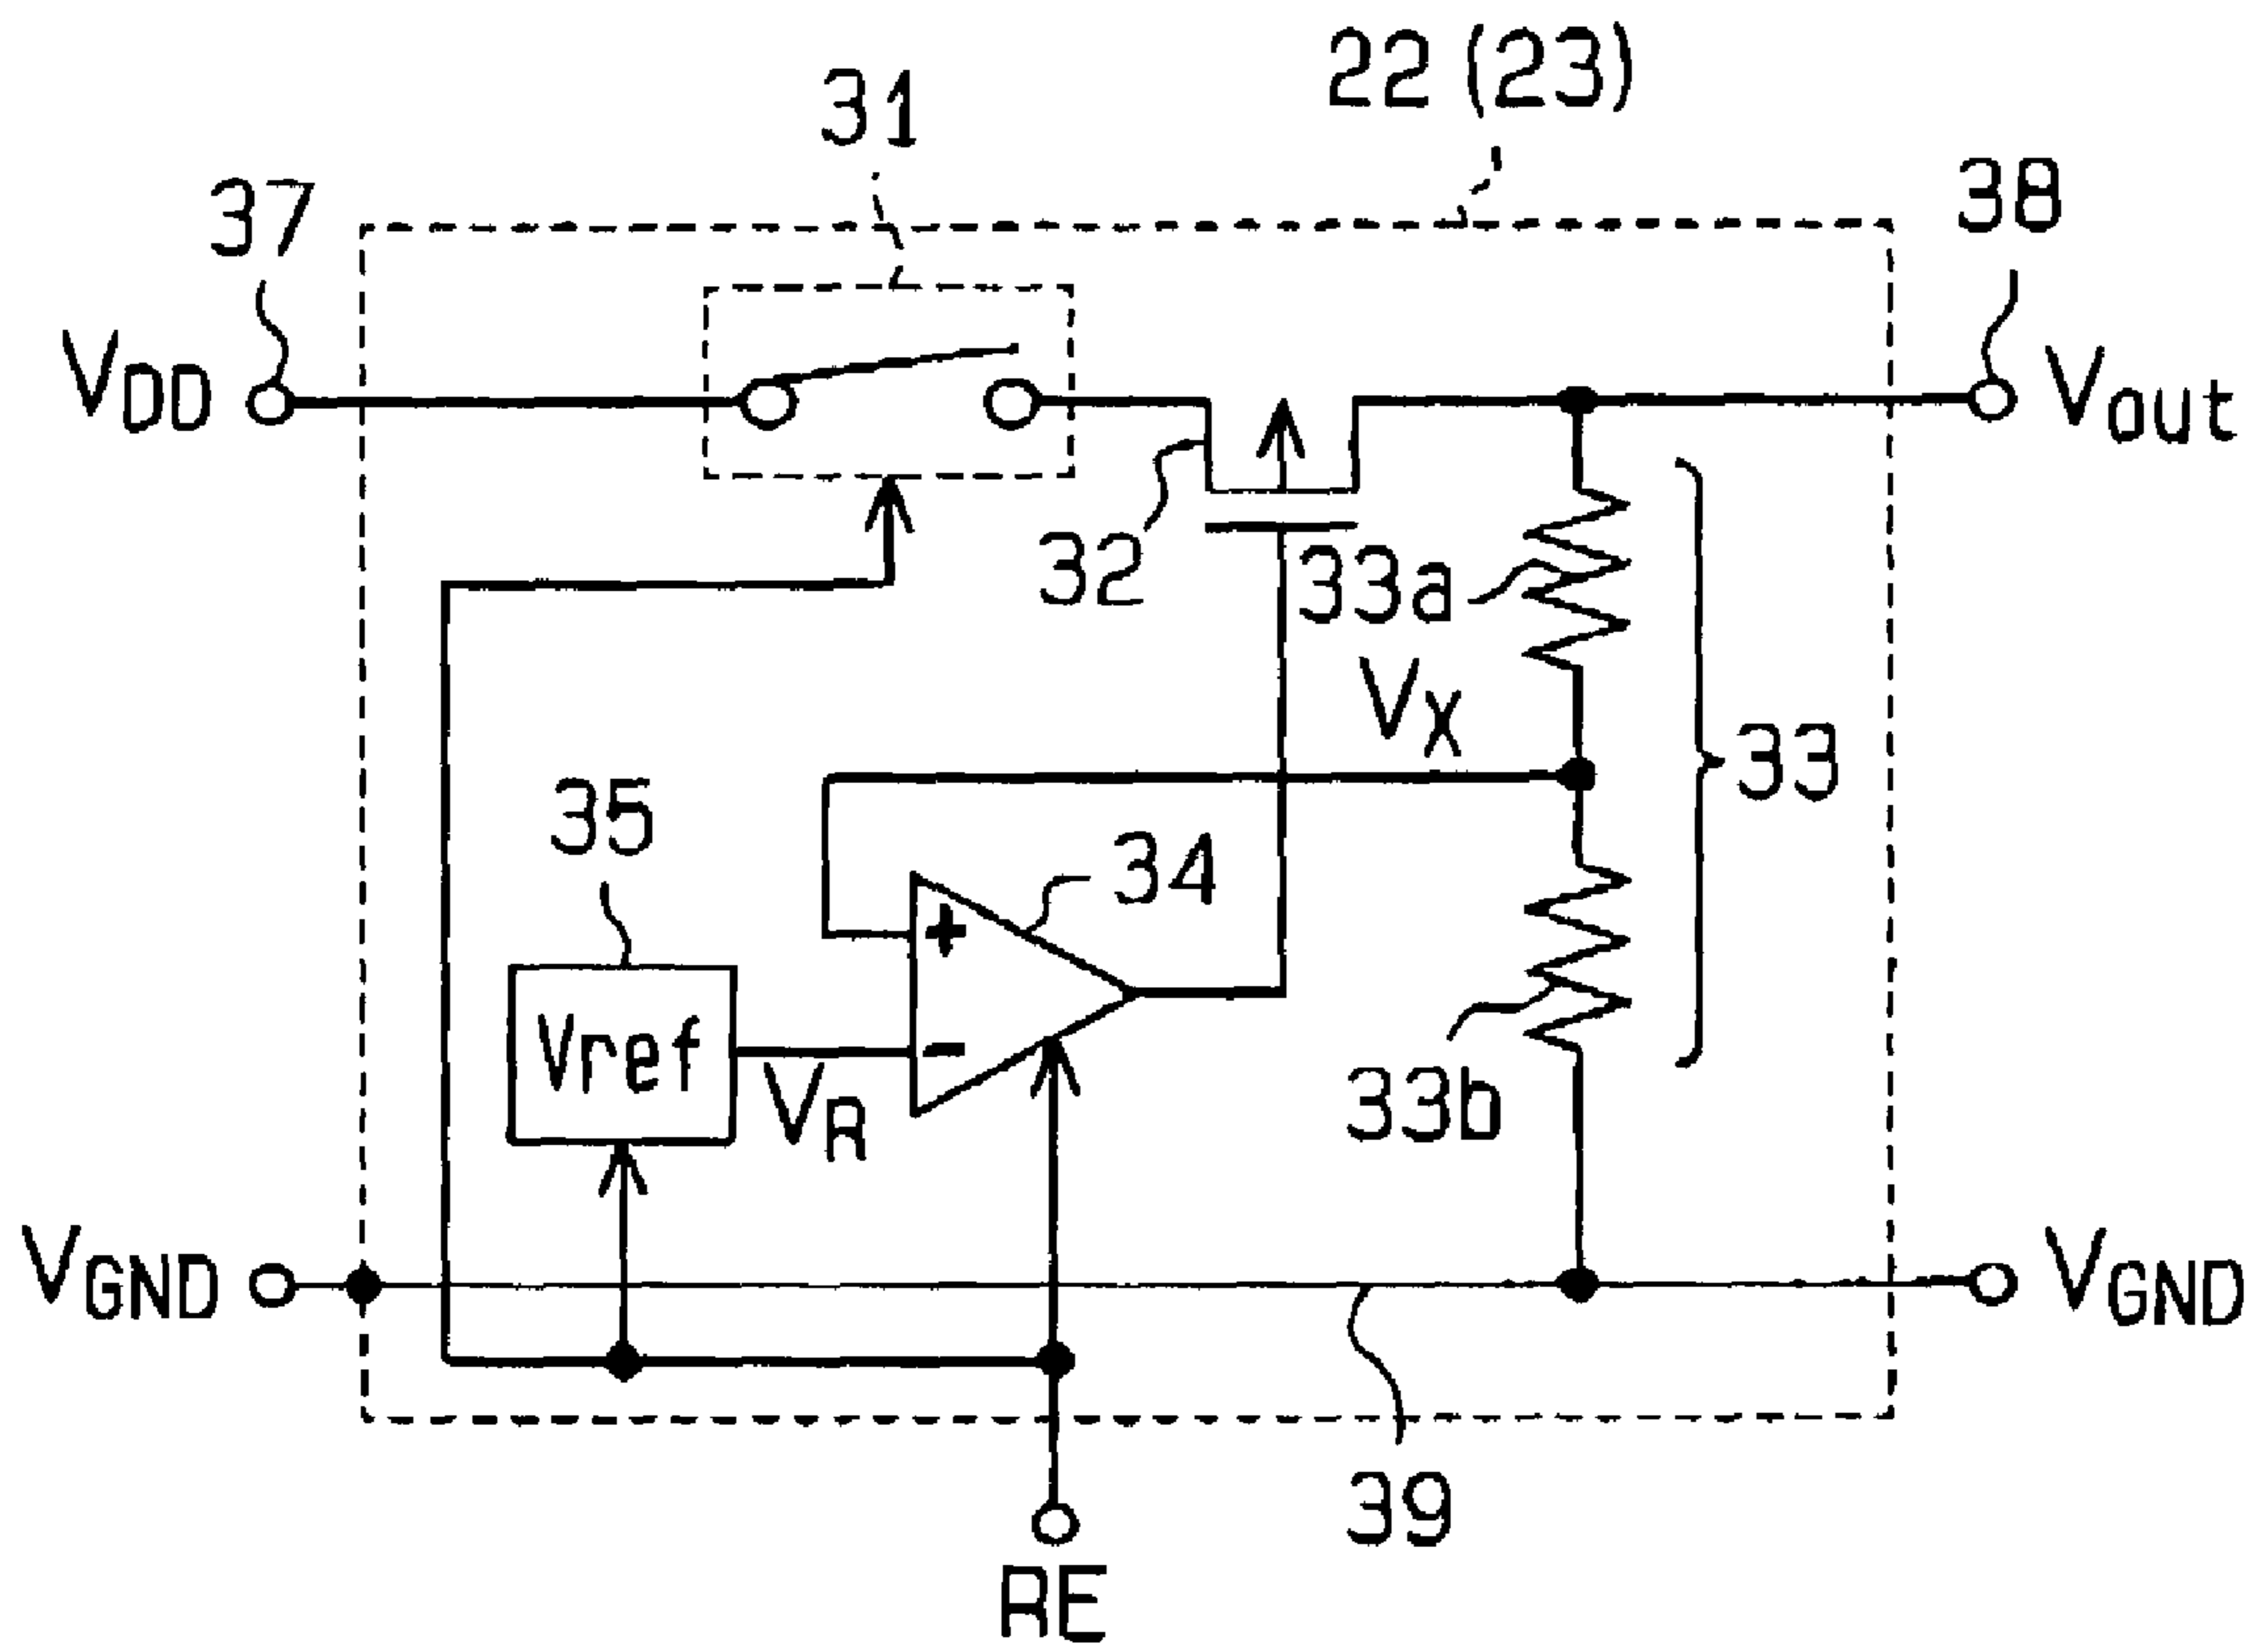 22 (23)
31
37
38
VDD
Vout
32
33a
VX
33
35
34
+
Vref
VR
-
33b
VGND
VGND
39
RE